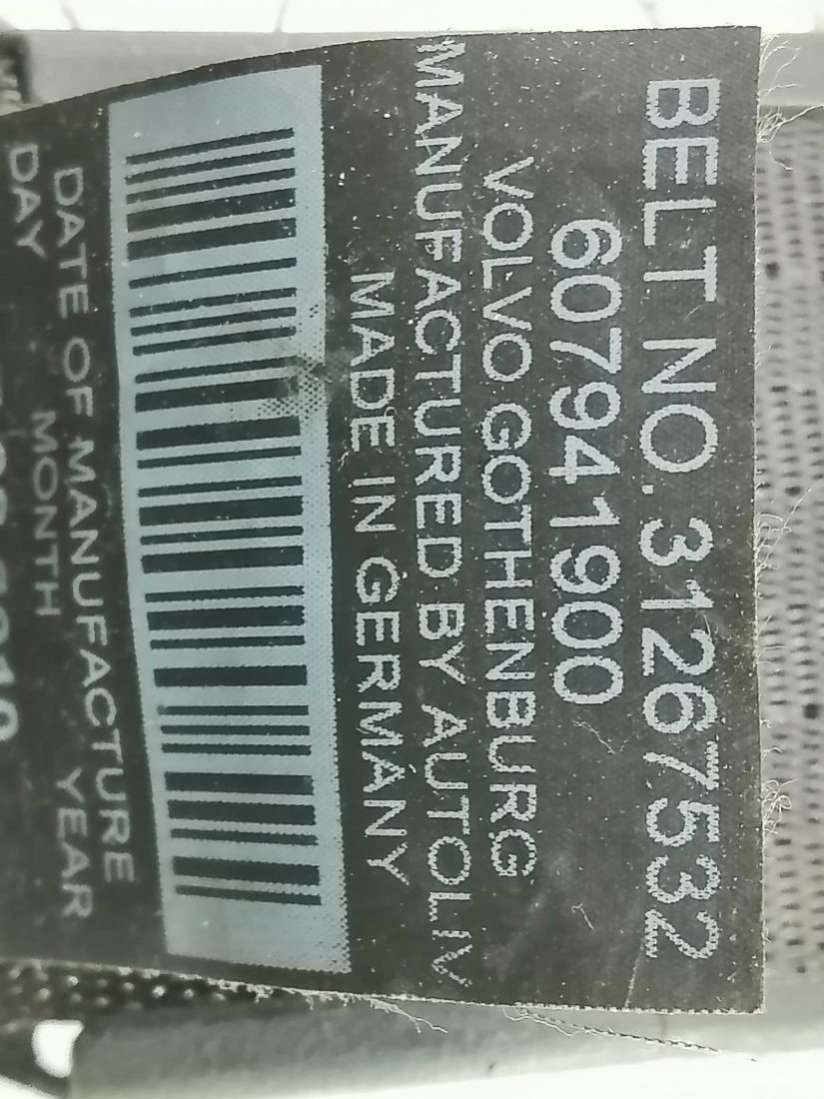 BELT NO. 31267532
607941900
VOLVO GOTHENBURG
MANUFACTURED BY AUTOLIV
MADE IN GERMANY
DATE OF MANUFACTURE
DAY MONTH YEAR